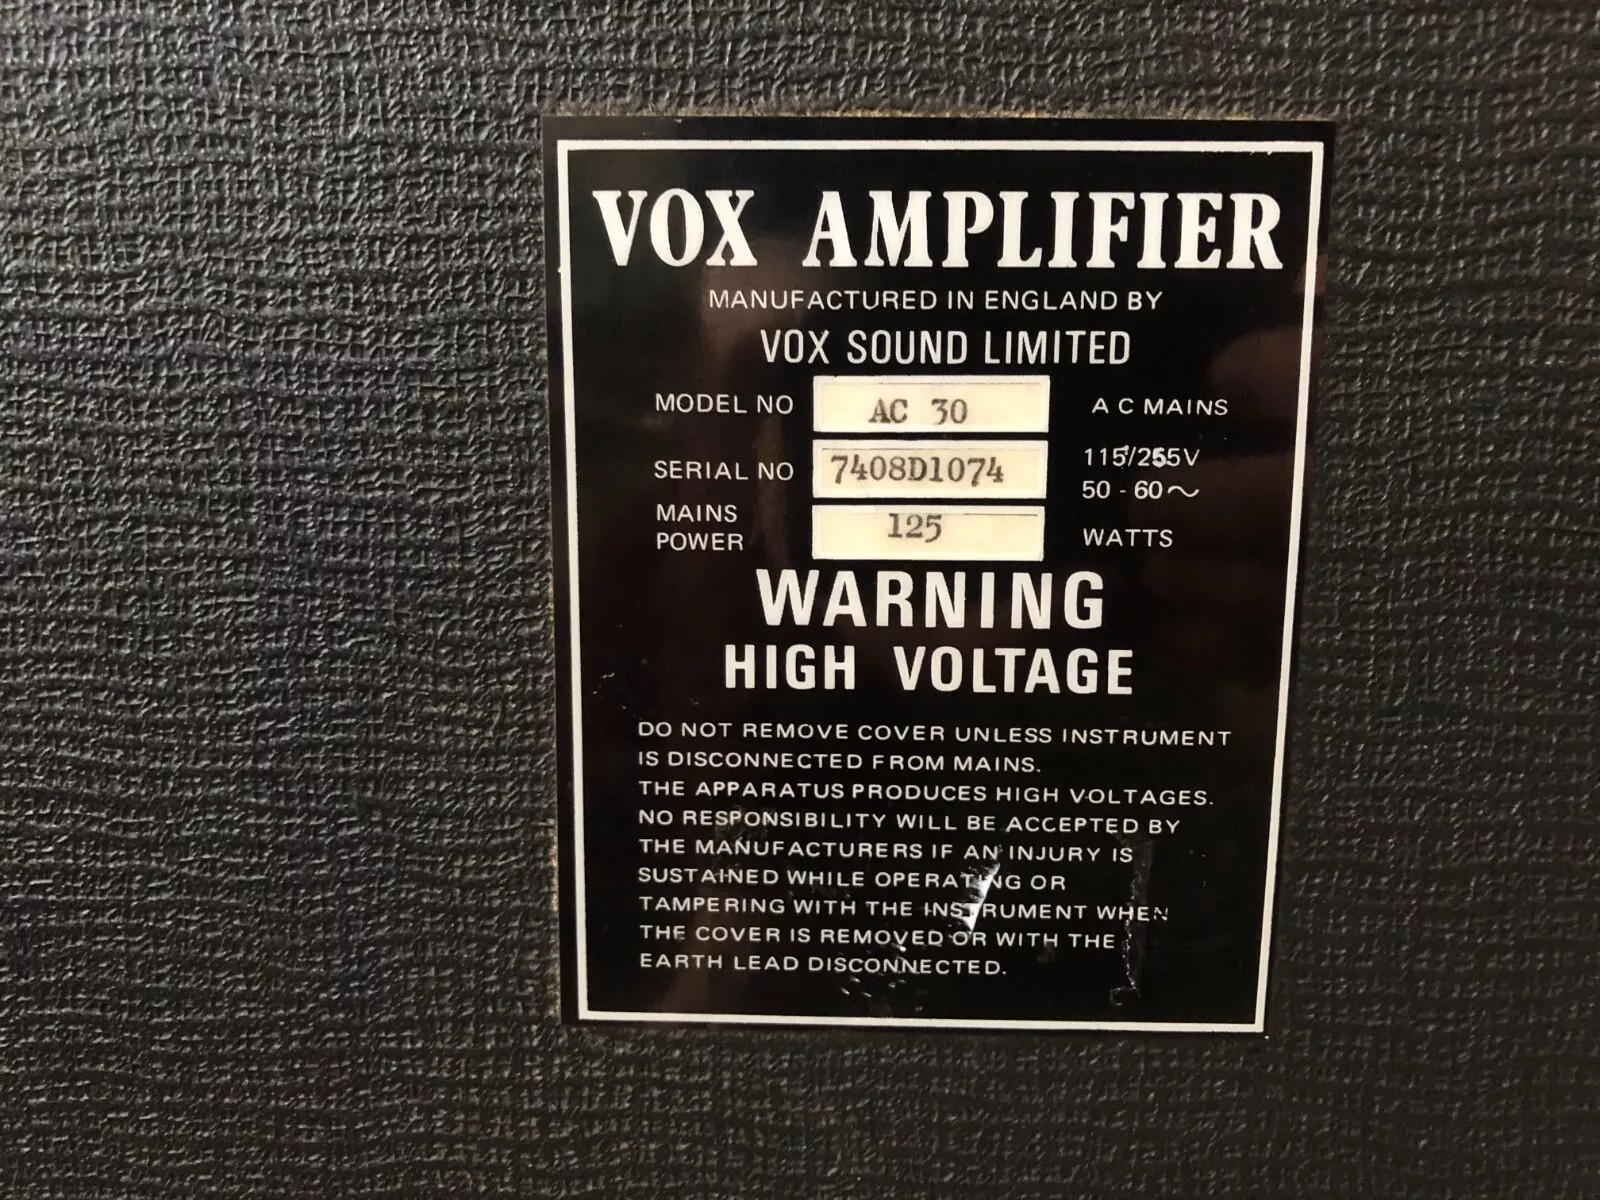 VOX AMPLIFIER
MANUFACTURED IN ENGLAND BY
VOX SOUND LIMITED
MODEL NO AC 30 A C MAINS
SERIAL NO 7408D1074 115/255V
50 - 60～
MAINS
POWER 125 WATTS
WARNING
HIGH VOLTAGE
DO NOT REMOVE COVER UNLESS INSTRUMENT
IS DISCONNECTED FROM MAINS.
THE APPARATUS PRODUCES HIGH VOLTAGES.
NO RESPONSIBILITY WILL BE ACCEPTED BY
THE MANUFACTURERS IF AN INJURY IS
SUSTAINED WHILE OPERATING OR
TAMPERING WITH THE INSTRUMENT WHEN
THE COVER IS REMOVED OR WITH THE
EARTH LEAD DISCONNECTED.